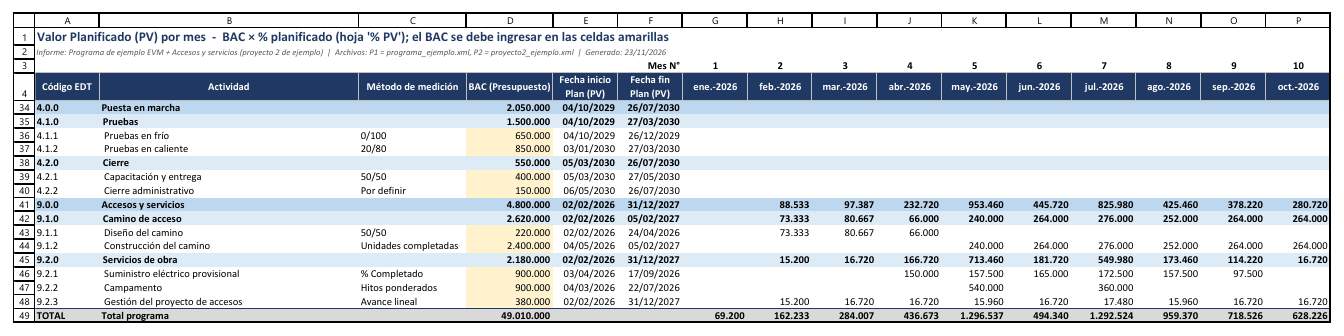 A B C D E F G H I J K L M N O P
1 Valor Planificado (PV) por mes - BAC × % planificado (hoja '% PV'); el BAC se debe ingresar en las celdas amarillas
2 Informe: Programa de ejemplo EVM + Accesos y servicios (proyecto 2 de ejemplo) | Archivos: P1 = programa_ejemplo.xml, P2 = proyecto2_ejemplo.xml | Generado: 23/11/2026
3 Mes N° 1 2 3 4 5 6 7 8 9 10
4 Código EDT Actividad Método de medición BAC (Presupuesto) Fecha inicio Plan (PV) Fecha fin Plan (PV) ene.-2026 feb.-2026 mar.-2026 abr.-2026 may.-2026 jun.-2026 jul.-2026 ago.-2026 sep.-2026 oct.-2026
34 4.0.0 Puesta en marcha 2.050.000 04/10/2029 26/07/2030
35 4.1.0 Pruebas 1.500.000 04/10/2029 27/03/2030
36 4.1.1 Pruebas en frío 0/100 650.000 04/10/2029 26/12/2029
37 4.1.2 Pruebas en caliente 20/80 850.000 03/01/2030 27/03/2030
38 4.2.0 Cierre 550.000 05/03/2030 26/07/2030
39 4.2.1 Capacitación y entrega 50/50 400.000 05/03/2030 27/05/2030
40 4.2.2 Cierre administrativo Por definir 150.000 06/05/2030 26/07/2030
41 9.0.0 Accesos y servicios 4.800.000 02/02/2026 31/12/2027 88.533 97.387 232.720 953.460 445.720 825.980 425.460 378.220 280.720
42 9.1.0 Camino de acceso 2.620.000 02/02/2026 05/02/2027 73.333 80.667 66.000 240.000 264.000 276.000 252.000 264.000 264.000
43 9.1.1 Diseño del camino 50/50 220.000 02/02/2026 24/04/2026 73.333 80.667 66.000
44 9.1.2 Construcción del camino Unidades completadas 2.400.000 04/05/2026 05/02/2027 240.000 264.000 276.000 252.000 264.000 264.000
45 9.2.0 Servicios de obra 2.180.000 02/02/2026 31/12/2027 15.200 16.720 166.720 713.460 181.720 549.980 173.460 114.220 16.720
46 9.2.1 Suministro eléctrico provisional % Completado 900.000 03/04/2026 17/09/2026 150.000 157.500 165.000 172.500 157.500 97.500
47 9.2.2 Campamento Hitos ponderados 900.000 04/03/2026 22/07/2026 540.000 360.000
48 9.2.3 Gestión del proyecto de accesos Avance lineal 380.000 02/02/2026 31/12/2027 15.200 16.720 16.720 15.960 16.720 17.480 15.960 16.720 16.720
49 TOTAL Total programa 49.010.000 69.200 162.233 284.007 436.673 1.296.537 494.340 1.292.524 959.370 718.526 628.226